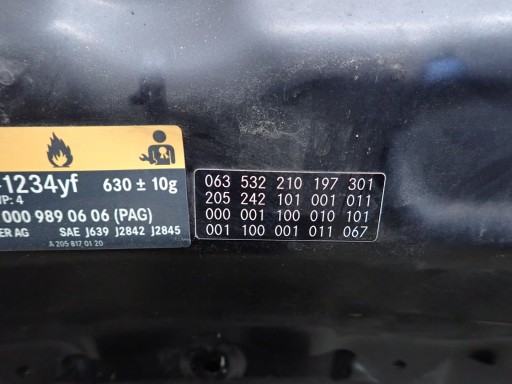 1234yf 630 ± 10g
WP: 4
000 989 06 06 (PAG)
ER AG SAE J639 J2842 J2845
A 205 817 01 20
063 532 210 197 301
205 242 101 001 011
000 001 100 010 101
001 100 001 011 067